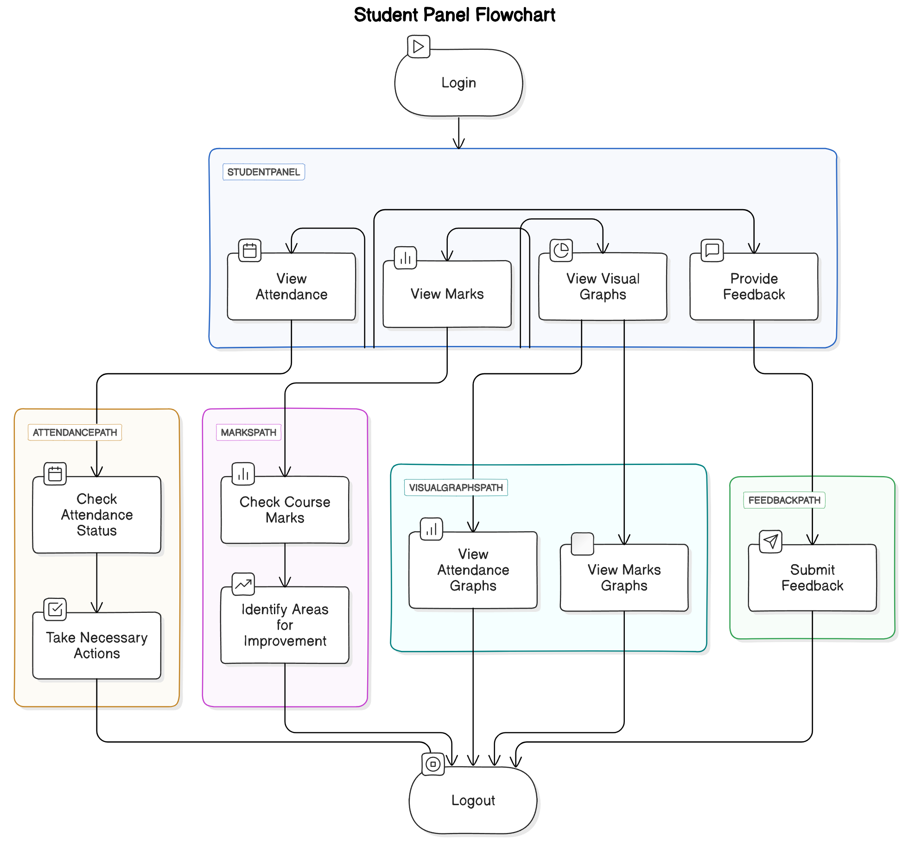 Student Panel Flowchart
Login
STUDENTPANEL
View
Attendance
View Marks
View Visual
Graphs
Provide
Feedback
ATTENDANCEPATH
Check
Attendance
Status
Take Necessary
Actions
MARKSPATH
Check Course
Marks
Identify Areas
for
Improvement
VISUALGRAPHSPATH
View
Attendance
Graphs
View Marks
Graphs
FEEDBACKPATH
Submit
Feedback
Logout